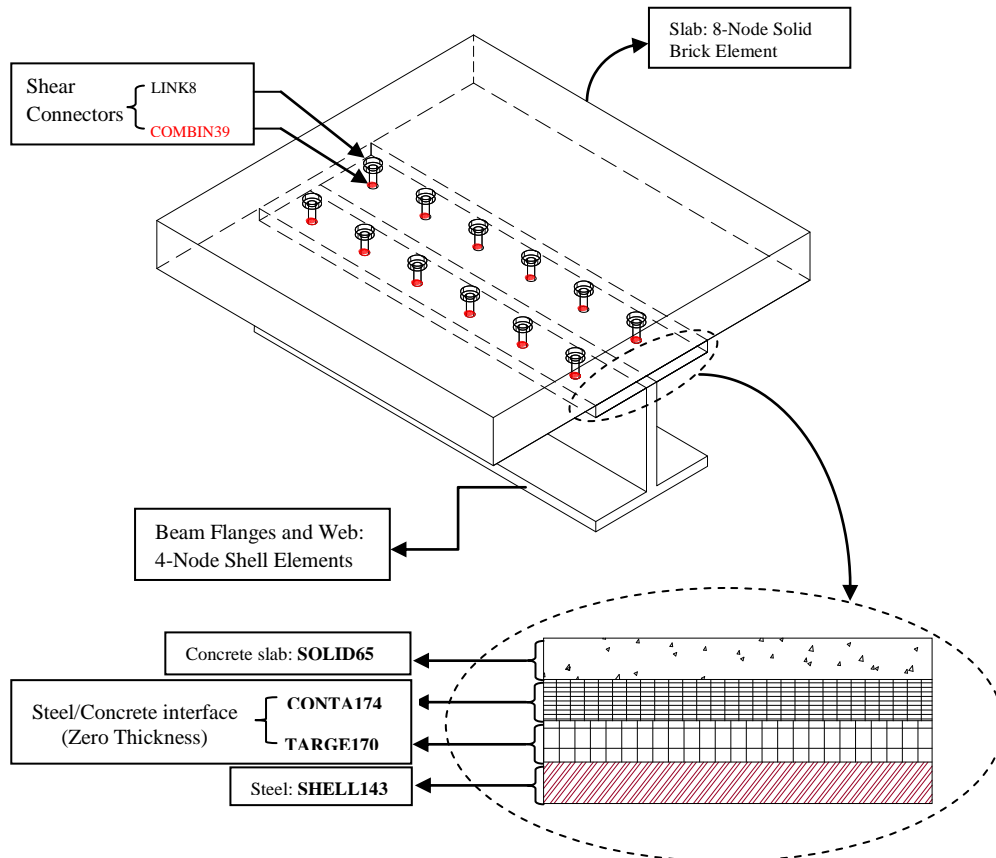 Slab: 8-Node Solid
Brick Element
Shear
Connectors
LINK8
COMBIN39
Beam Flanges and Web:
4-Node Shell Elements
Concrete slab: SOLID65
Steel/Concrete interface
(Zero Thickness)
CONTA174
TARGE170
Steel: SHELL143